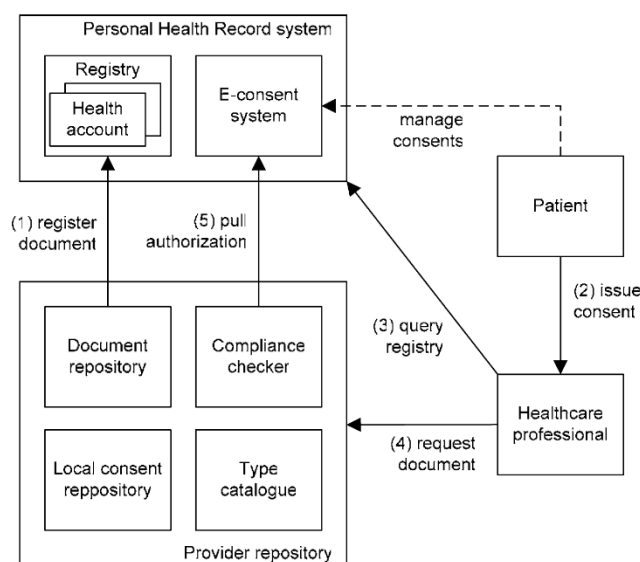 Personal Health Record system
Registry
Health
account
E-consent
system
manage
consents
Patient
(1) register
document
(5) pull
authorization
(2) issue
consent
(3) query
registry
Document
repository
Compliance
checker
Healthcare
professional
(4) request
document
Local consent
reppository
Type
catalogue
Provider repository